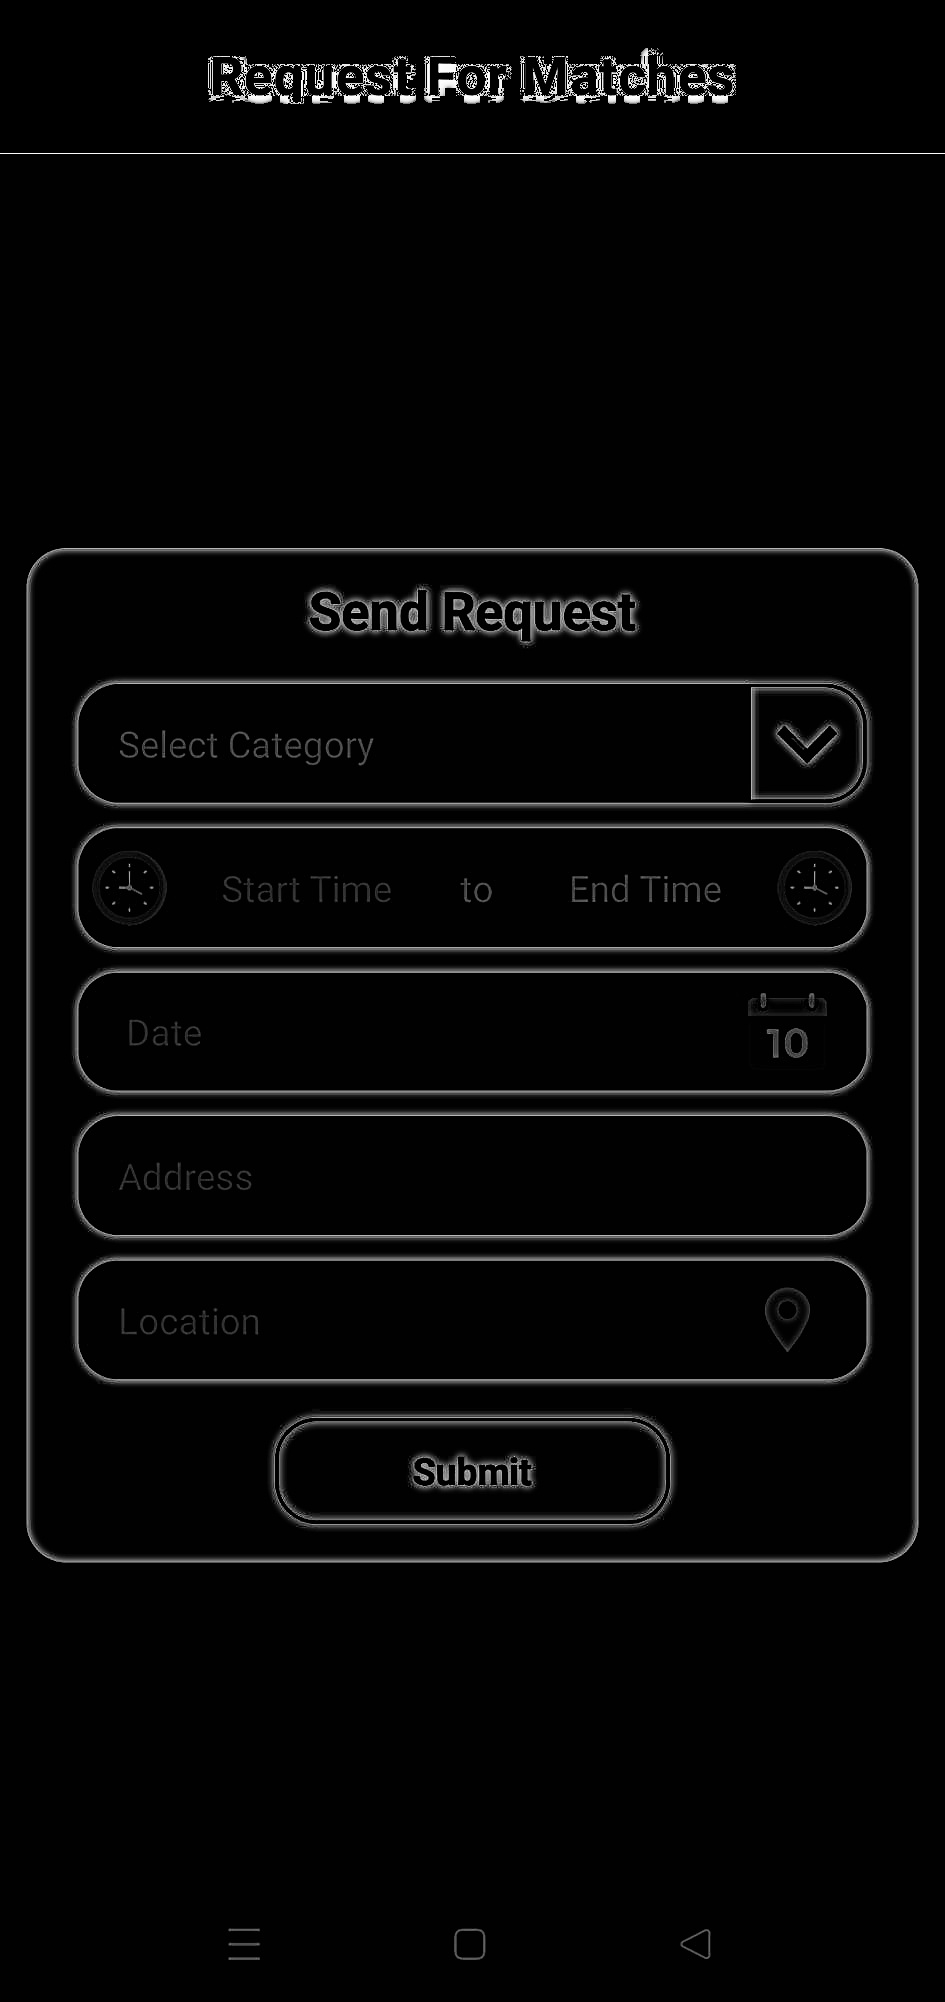 Request For Matches
Send Request
Select Category
Start Time to End Time
Date
10
Address
Location
Submit